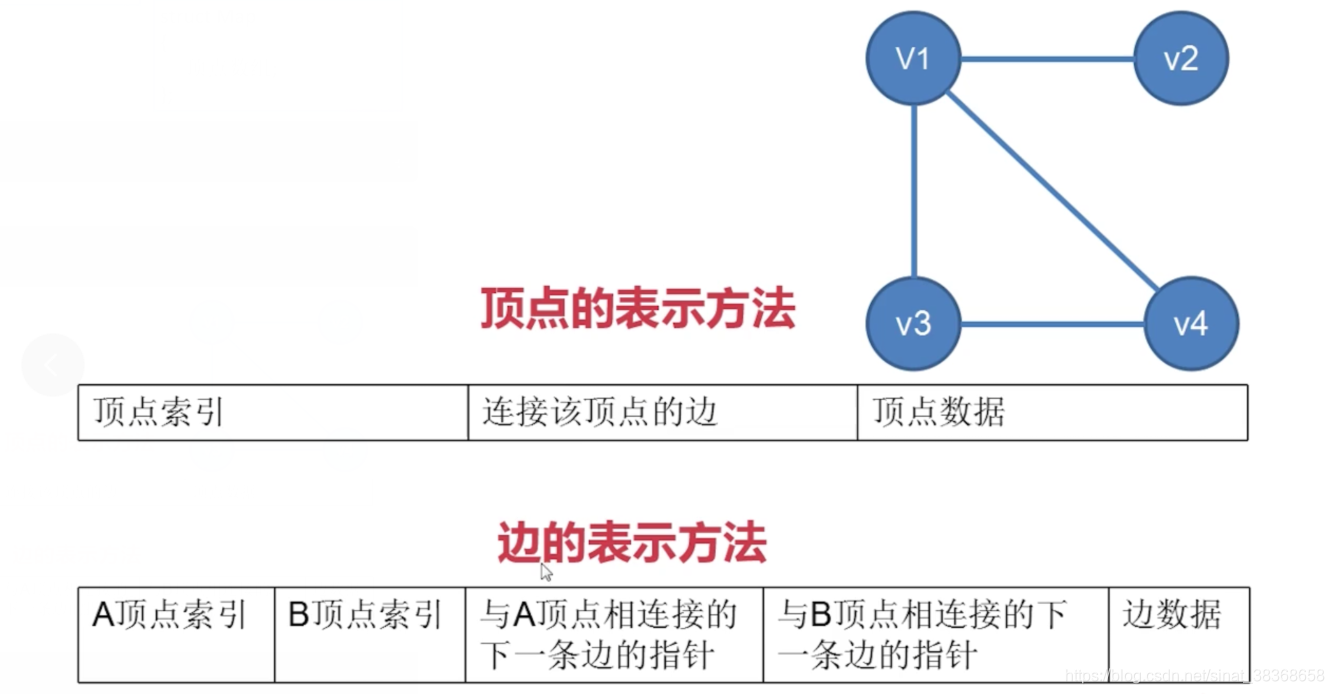 V1
v2
顶点的表示方法
v3
v4
顶点索引
连接该顶点的边
顶点数据
边的表示方法
A顶点索引
B顶点索引
与A顶点相连接的
下一条边的指针
与B顶点相连接的下
一条边的指针
边数据
https://blog.csdn.net/sinat_38368658